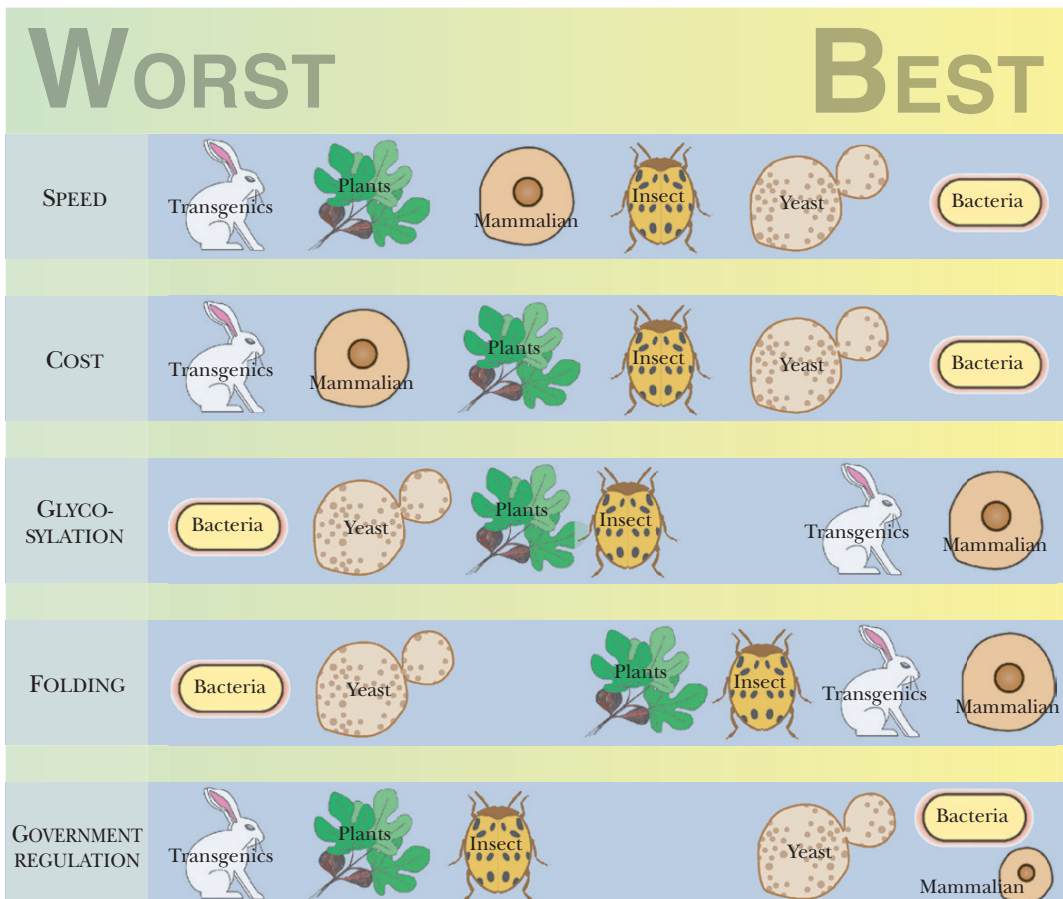 WORST BEST
SPEED
Transgenics Plants Mammalian Insect Yeast Bacteria
COST
Transgenics Mammalian Plants Insect Yeast Bacteria
GLYCO-
SYLATION
Bacteria Yeast Plants Insect Transgenics Mammalian
FOLDING
Bacteria Yeast Plants Insect Transgenics Mammalian
GOVERNMENT
REGULATION
Transgenics Plants Insect Yeast Bacteria
Mammalian